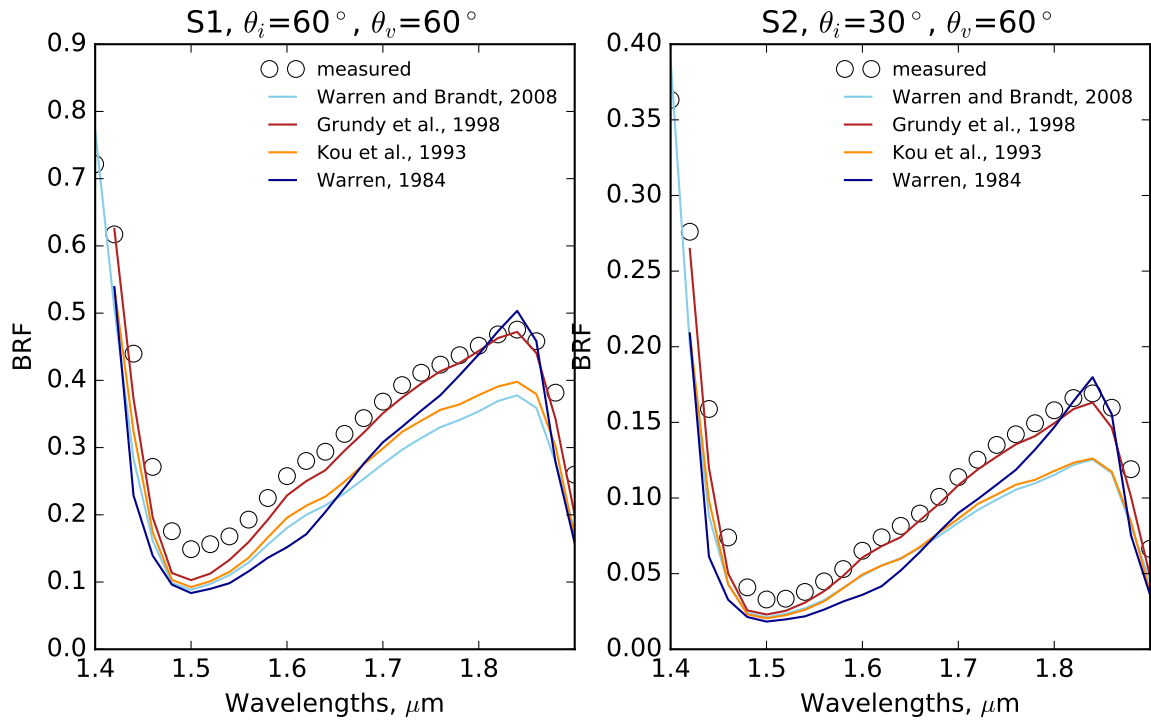 S1, θi=60°, θv=60°
0.9
0.8
0.7
0.6
0.5
0.4
0.3
0.2
0.1
0.0
BRF
measured
Warren and Brandt, 2008
Grundy et al., 1998
Kou et al., 1993
Warren, 1984
1.4 1.5 1.6 1.7 1.8
Wavelengths, μm
S2, θi=30°, θv=60°
0.40
0.35
0.30
0.25
0.20
0.15
0.10
0.05
0.00
BRF
measured
Warren and Brandt, 2008
Grundy et al., 1998
Kou et al., 1993
Warren, 1984
1.4 1.5 1.6 1.7 1.8
Wavelengths, μm